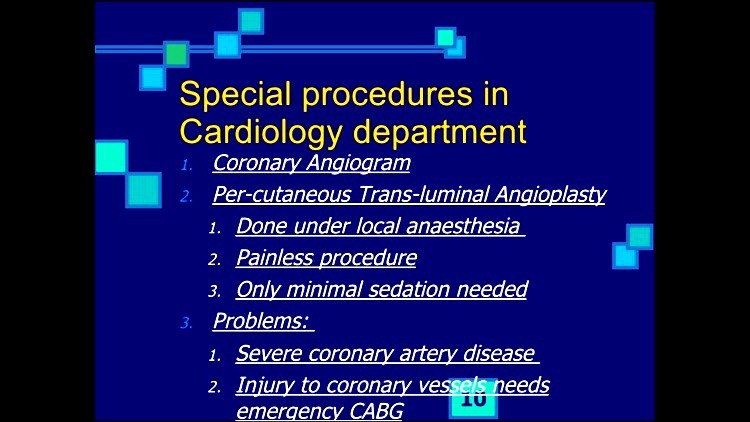 Special procedures in
Cardiology department
1. Coronary Angiogram
2. Per-cutaneous Trans-luminal Angioplasty
1. Done under local anaesthesia
2. Painless procedure
3. Only minimal sedation needed
3. Problems:
1. Severe coronary artery disease
2. Injury to coronary vessels needs
emergency CABG
10